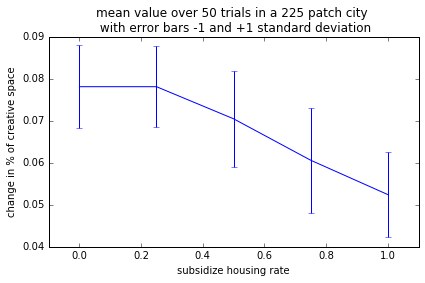 mean value over 50 trials in a 225 patch city
with error bars -1 and +1 standard deviation
change in % of creative space
0.09
0.08
0.07
0.06
0.05
0.04
0.0 0.2 0.4 0.6 0.8 1.0
subsidize housing rate